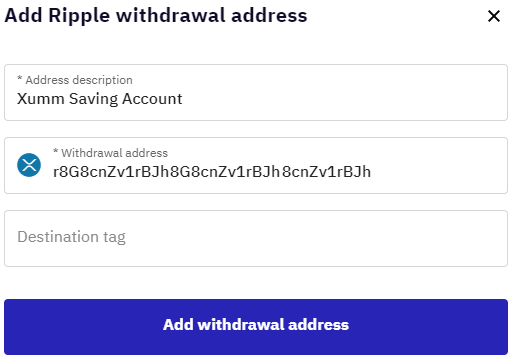 Add Ripple withdrawal address
* Address description
Xumm Saving Account
* Withdrawal address
r8G8cnZv1rBJh8G8cnZv1rBJh8cnZv1rBJh
Destination tag
Add withdrawal address